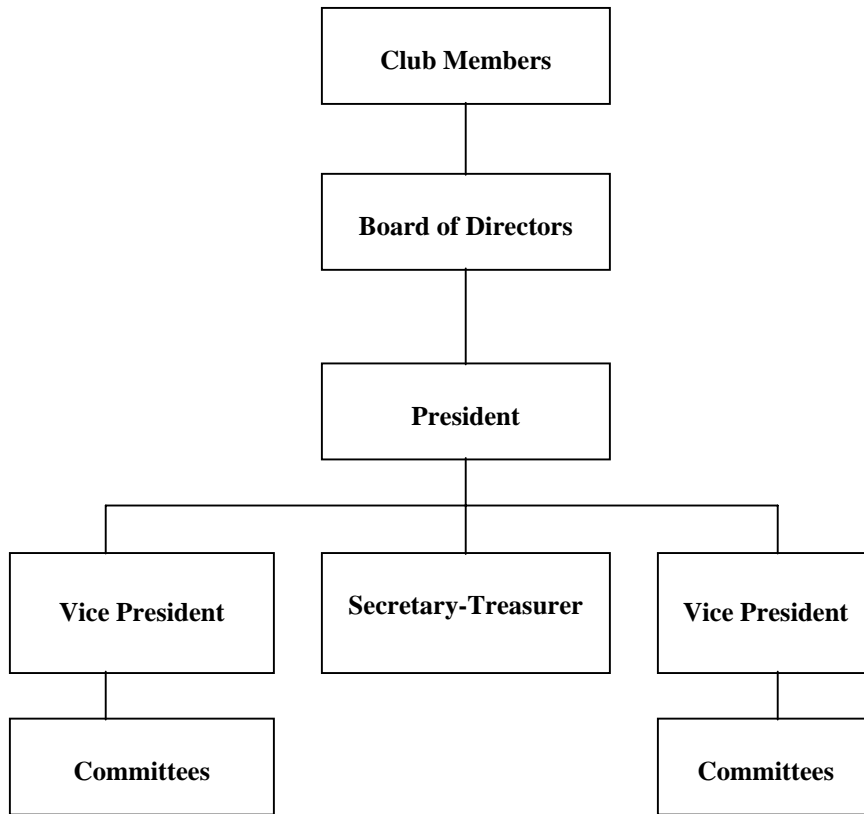 Club Members
Board of Directors
President
Vice President
Secretary-Treasurer
Vice President
Committees
Committees